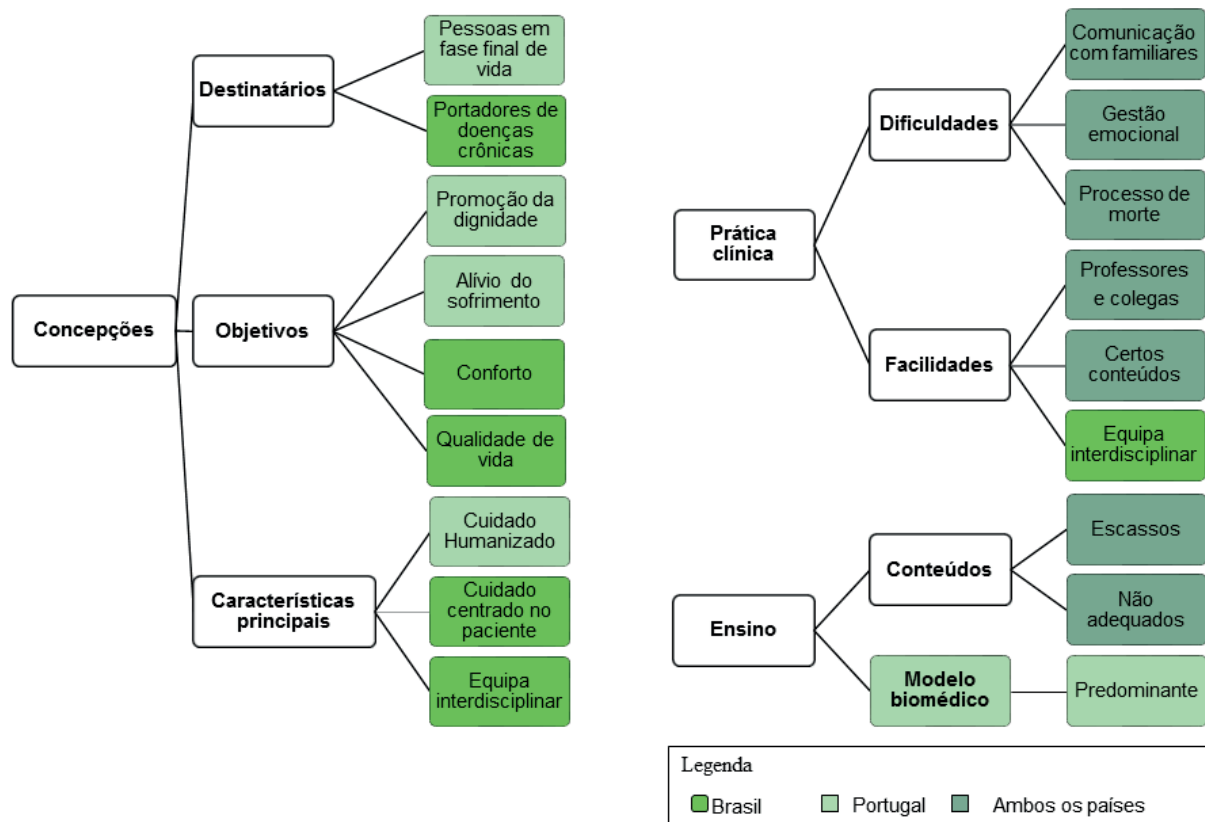 Concepções
Destinatários
Pessoas em
fase final de
vida
Portadores de
doenças
crônicas
Objetivos
Promoção da
dignidade
Alívio do
sofrimento
Conforto
Qualidade de
vida
Características
principais
Cuidado
Humanizado
Cuidado
centrado no
paciente
Equipa
interdisciplinar
Prática
clínica
Dificuldades
Comunicação
com familiares
Gestão
emocional
Processo de
morte
Facilidades
Professores
e colegas
Certos
conteúdos
Equipa
interdisciplinar
Ensino
Conteúdos
Escassos
Não
adequados
Modelo
biomédico
Predominante
Legenda
Brasil Portugal Ambos os países